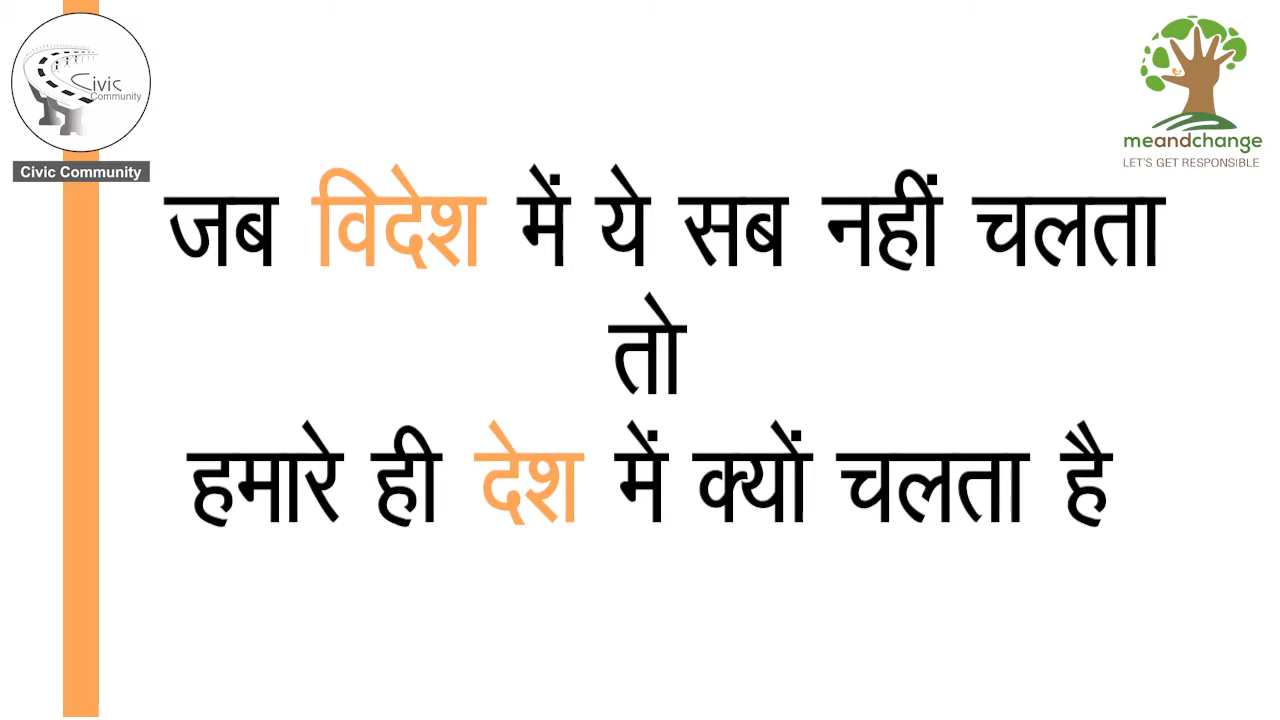 Civic
Community
Civic Community
meandchange
LET'S GET RESPONSIBLE
जब विदेश में ये सब नहीं चलता
तो
हमारे ही देश में क्यों चलता है